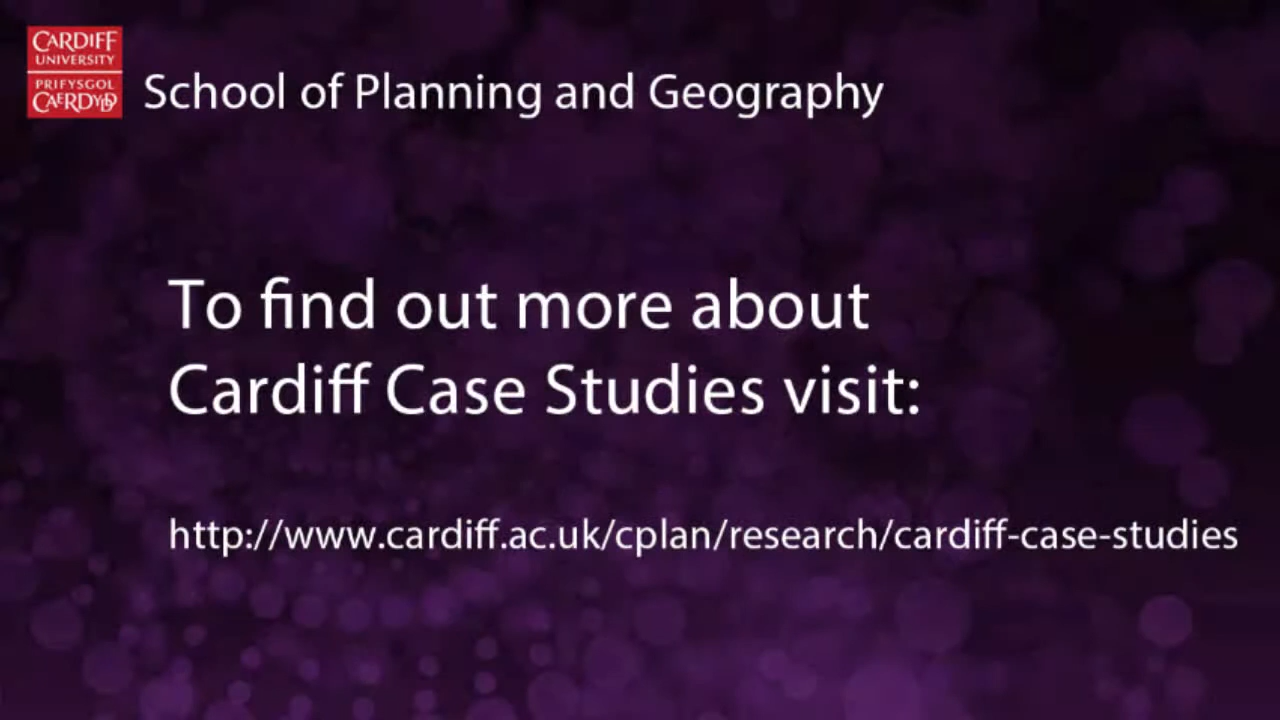 CARDIFF
UNIVERSITY
PRIFYSGOL
CAERDYDD
School of Planning and Geography
To find out more about
Cardiff Case Studies visit:
http://www.cardiff.ac.uk/cplan/research/cardiff-case-studies